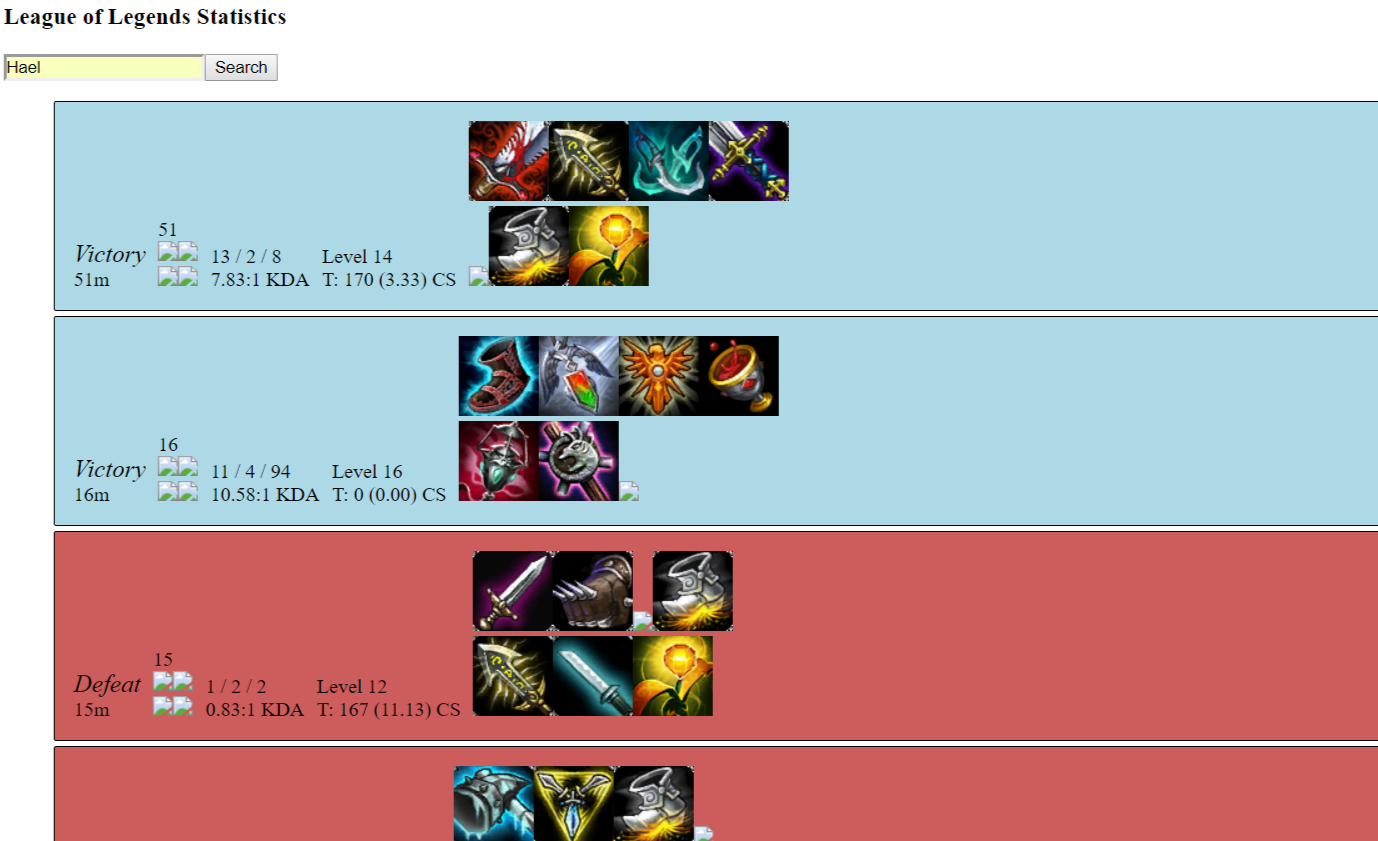 League of Legends Statistics
Hael Search
51
Victory 13 / 2 / 8 Level 14
51m 7.83:1 KDA T: 170 (3.33) CS
16
Victory 11 / 4 / 94 Level 16
16m 10.58:1 KDA T: 0 (0.00) CS
15
Defeat 1 / 2 / 2 Level 12
15m 0.83:1 KDA T: 167 (11.13) CS